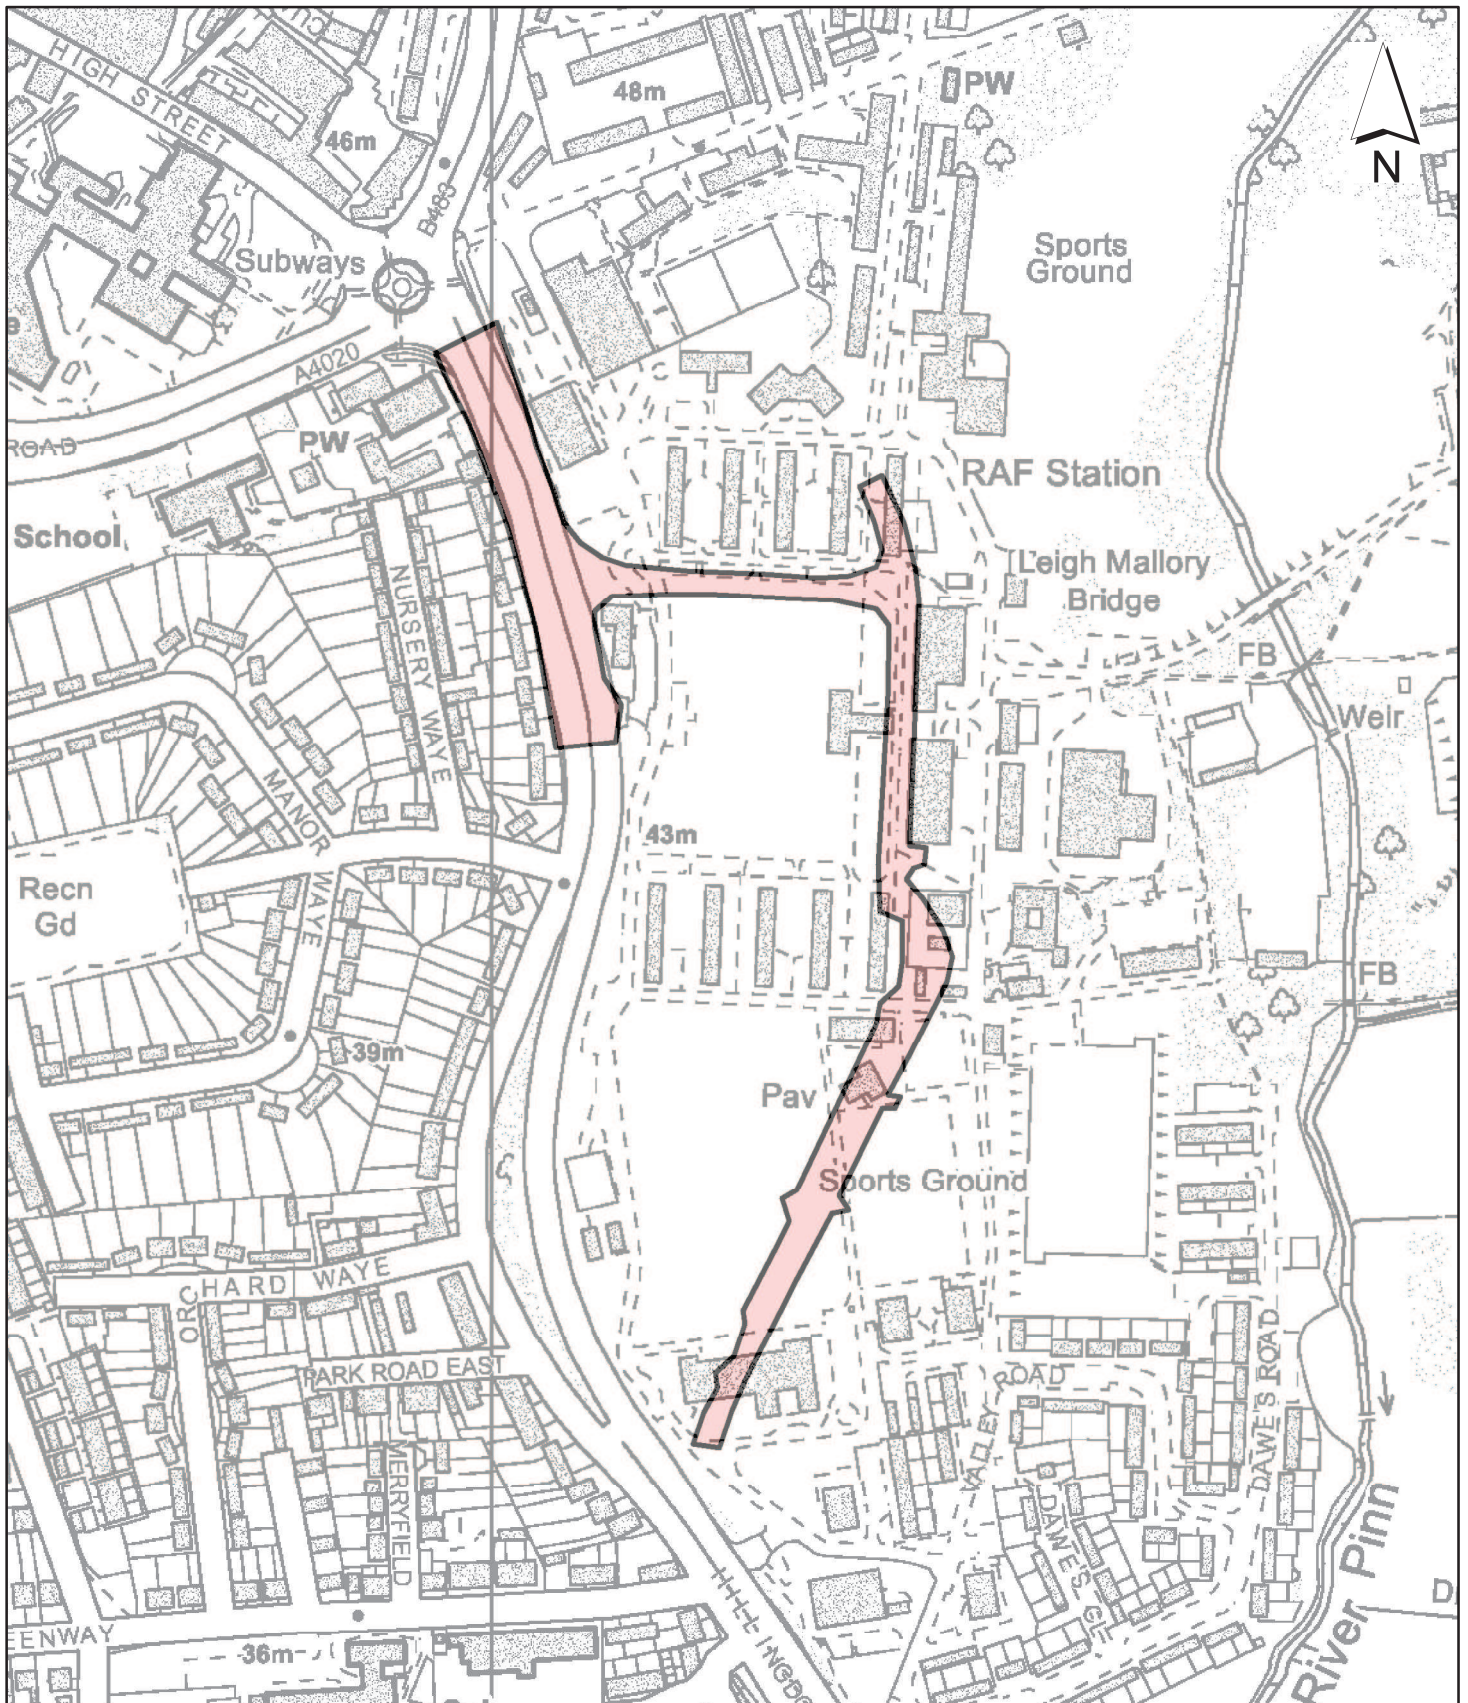 HIGH STREET
48m
PW
46m
B483
N
Subways
Sports
Ground
A4020
ROAD
PW
RAF Station
School
NURSERY WAYE
Leigh Mallory
Bridge
FB
Weir
MANOR
WAYE
43m
Recn
Gd
FB
39m
Pav
Sports Ground
ORCHARD WAYE
PARK ROAD EAST
VALLEY ROAD
DAWE'S ROAD
MERRYFIELD
DAWE'S CL
River Pinn
EENWAY
36m
HILLINGDO